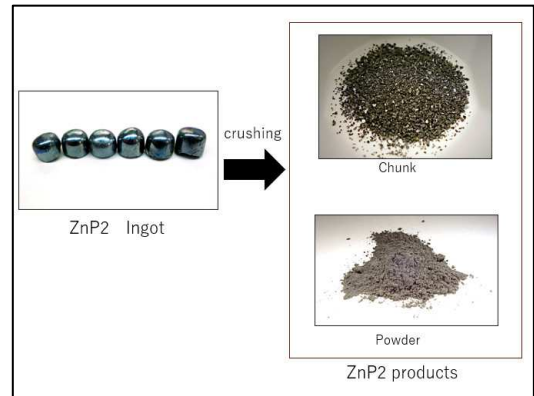 crushing
Chunk
ZnP2 Ingot
Powder
ZnP2 products